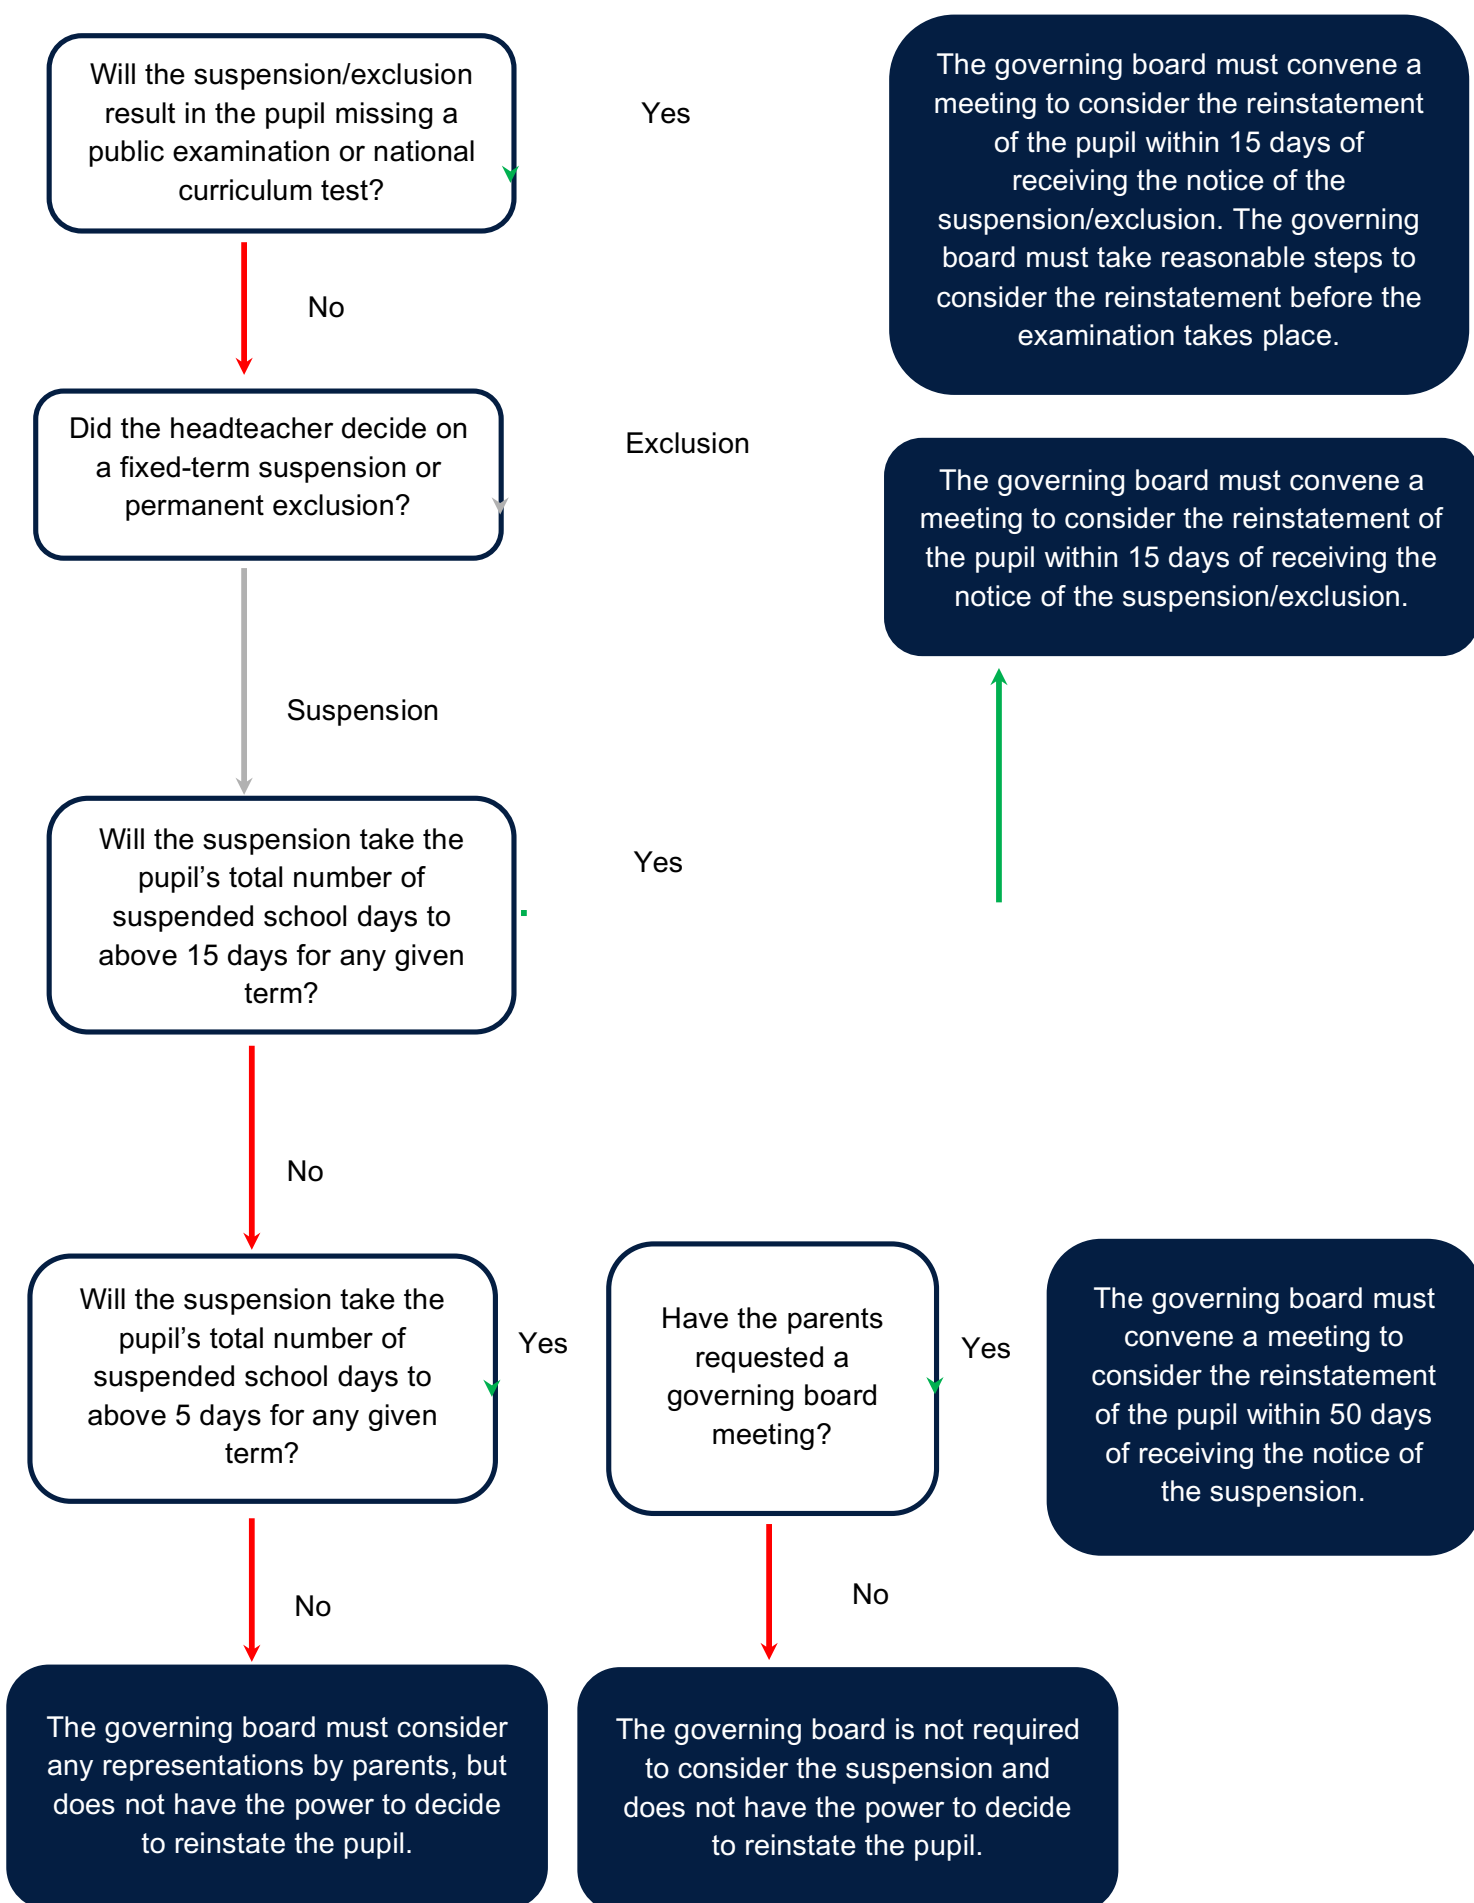 Will the suspension/exclusion
result in the pupil missing a
public examination or national
curriculum test?
Yes
The governing board must convene a
meeting to consider the reinstatement
of the pupil within 15 days of
receiving the notice of the
suspension/exclusion. The governing
board must take reasonable steps to
consider the reinstatement before the
examination takes place.
No
Did the headteacher decide on
a fixed-term suspension or
permanent exclusion?
Exclusion
The governing board must convene a
meeting to consider the reinstatement of
the pupil within 15 days of receiving the
notice of the suspension/exclusion.
Suspension
Will the suspension take the
pupil’s total number of
suspended school days to
above 15 days for any given
term?
Yes
No
Will the suspension take the
pupil’s total number of
suspended school days to
above 5 days for any given
term?
Yes
Have the parents
requested a
governing board
meeting?
Yes
The governing board must
convene a meeting to
consider the reinstatement
of the pupil within 50 days
of receiving the notice of
the suspension.
No
No
The governing board must consider
any representations by parents, but
does not have the power to decide
to reinstate the pupil.
The governing board is not required
to consider the suspension and
does not have the power to decide
to reinstate the pupil.